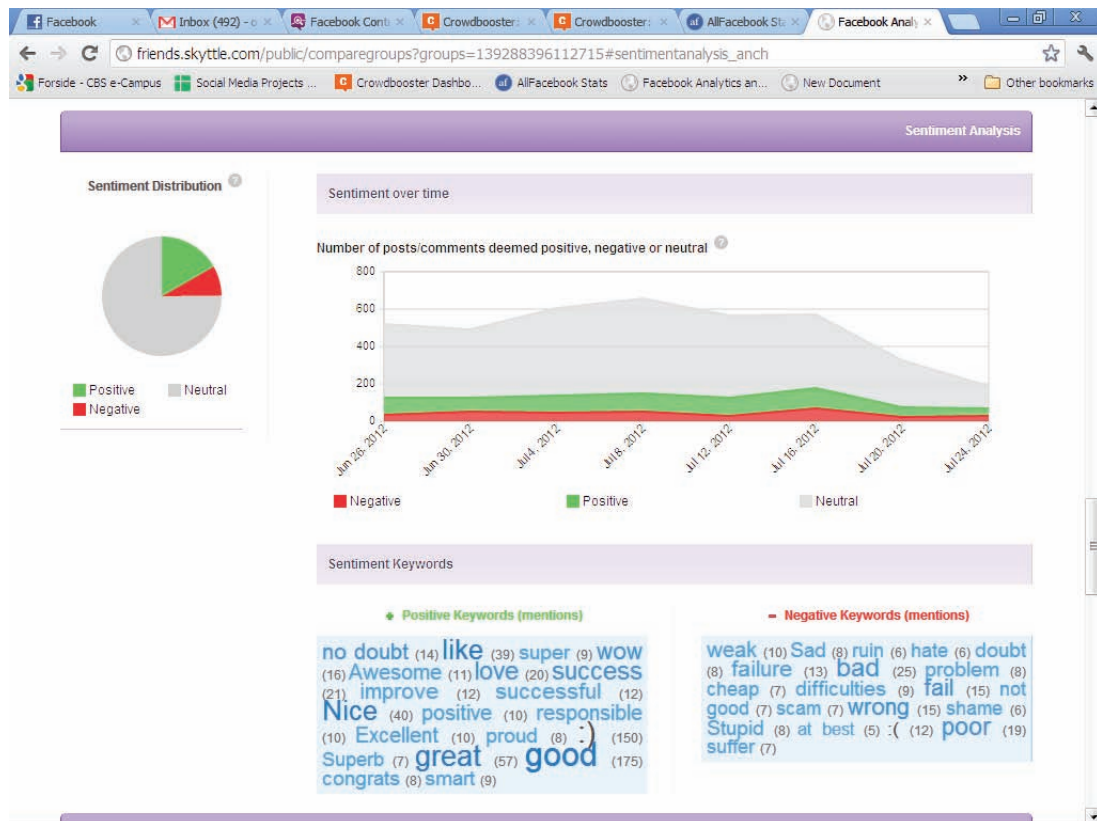 Facebook
Inbox (492) - o
Facebook Conti
Crowdbooster:
Crowdbooster:
AllFacebook Sta
Facebook Analy
friends.skyttle.com/public/comparegroups?groups=139288396112715#sentimentanalysis_anch
Forside - CBS e-Campus Social Media Projects ... Crowdbooster Dashbo... AllFacebook Stats Facebook Analytics an... New Document » Other bookmarks
Sentiment Analysis
Sentiment Distribution ?
Positive Neutral
Negative
Sentiment over time
Number of posts/comments deemed positive, negative or neutral ?
800
600
400
200
0
Jun 26, 2012 Jun 30, 2012 Jul 4, 2012 Jul 8, 2012 Jul 12, 2012 Jul 16, 2012 Jul 20, 2012 Jul 24, 2012
Negative Positive Neutral
Sentiment Keywords
+ Positive Keywords (mentions)
no doubt (14) like (39) super (9) wow
(16) Awesome (11) love (20) success
(21) improve (12) successful (12)
Nice (40) positive (10) responsible
(10) Excellent (10) proud (8) :) (150)
Superb (7) great (57) good (175)
congrats (8) smart (9)
- Negative Keywords (mentions)
weak (10) Sad (8) ruin (6) hate (6) doubt
(8) failure (13) bad (25) problem (8)
cheap (7) difficulties (9) fail (15) not
good (7) scam (7) wrong (15) shame (6)
Stupid (8) at best (5) :( (12) poor (19)
suffer (7)